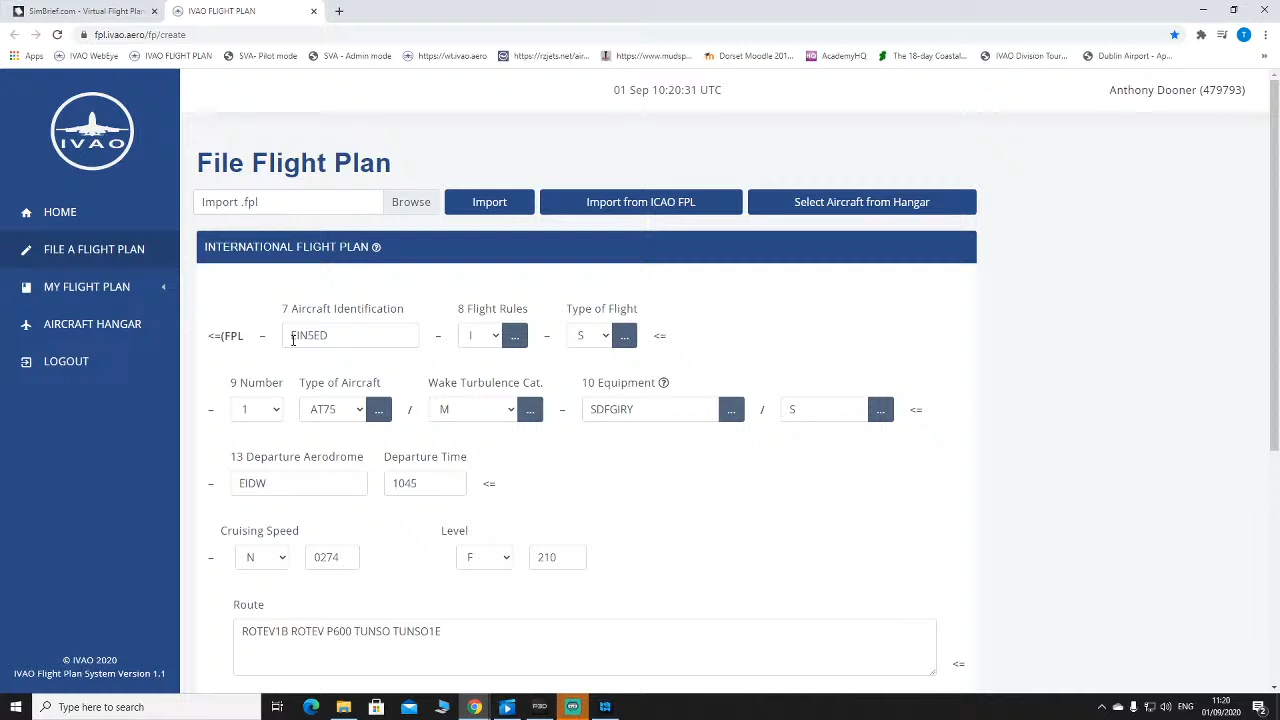 SimBrief.com - Virtual Flight Plan
IVAO FLIGHT PLAN
fpl.ivao.aero/fp/create
Apps
IVAO WebEye
IVAO FLIGHT PLAN
SVA- Pilot mode
SVA - Admin mode
https://wt.ivao.aero
https://rzjets.net/air...
https://www.mudsp...
Dorset Moodle 201...
HQ AcademyHQ
The 18-day Coastal...
IVAO Division Tour...
Dublin Airport - Ap...
»
T
IVAO
01 Sep 10:20:31 UTC
Anthony Dooner (479793)
File Flight Plan
Import .fpl
Browse
Import
Import from ICAO FPL
Select Aircraft from Hangar
HOME
FILE A FLIGHT PLAN
MY FLIGHT PLAN
AIRCRAFT HANGAR
LOGOUT
INTERNATIONAL FLIGHT PLAN
7 Aircraft Identification
8 Flight Rules
Type of Flight
<=(FPL – EIN5ED – I ... – S ... <=
9 Number
Type of Aircraft
Wake Turbulence Cat.
10 Equipment
– 1 AT75 ... / M ... – SDFGIRY ... / S ... <=
13 Departure Aerodrome
Departure Time
– EIDW 1045 <=
Cruising Speed
Level
– N 0274 F 210
Route
ROTEV1B ROTEV P600 TUNSO TUNSO1E
<=
© IVAO 2020
IVAO Flight Plan System Version 1.1
Type here to search
P3D
ENG
11:20
01/09/2020
2